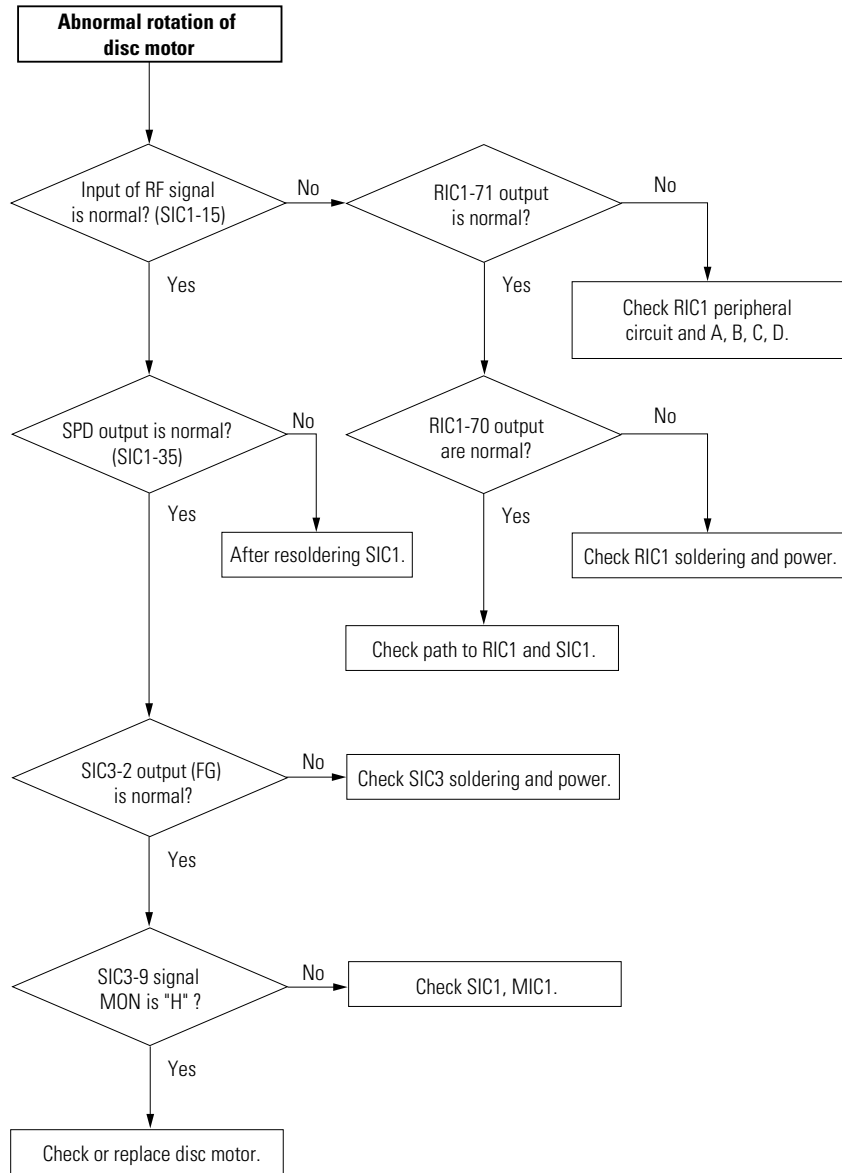 Abnormal rotation of
disc motor
Input of RF signal
is normal? (SIC1-15)
No
RIC1-71 output
is normal?
No
Yes
Yes
Check RIC1 peripheral
circuit and A, B, C, D.
SPD output is normal?
(SIC1-35)
No
RIC1-70 output
are normal?
No
Yes
Yes
After resoldering SIC1.
Check RIC1 soldering and power.
Check path to RIC1 and SIC1.
SIC3-2 output (FG)
is normal?
No
Check SIC3 soldering and power.
Yes
SIC3-9 signal
MON is "H" ?
No
Check SIC1, MIC1.
Yes
Check or replace disc motor.